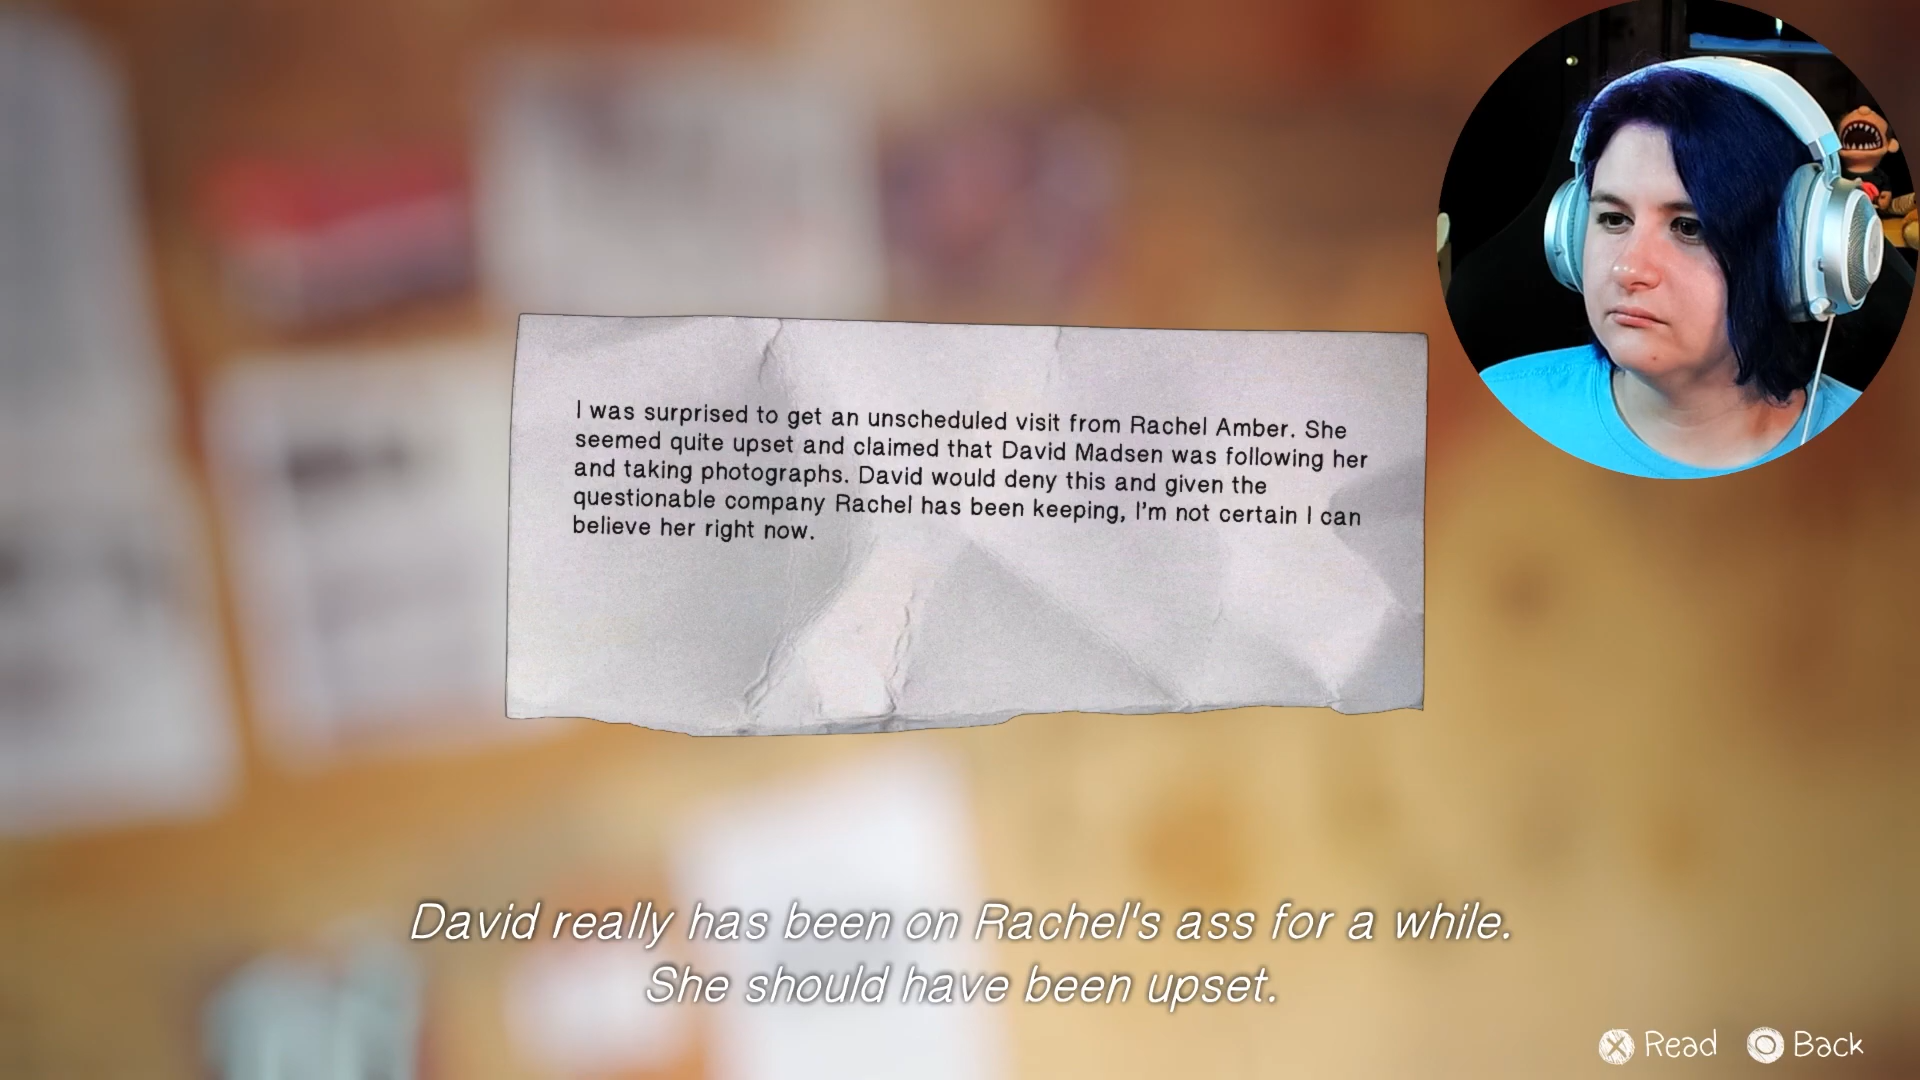 I was surprised to get an unscheduled visit from Rachel Amber. She
seemed quite upset and claimed that David Madsen was following her
and taking photographs. David would deny this and given the
questionable company Rachel has been keeping, I'm not certain I can
believe her right now.
David really has been on Rachel's ass for a while.
She should have been upset.
Read Back